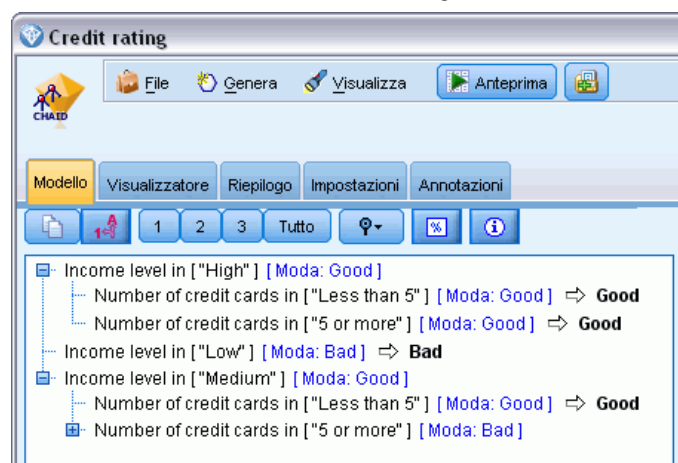 Credit rating
File Genera Visualizza Anteprima
CHAID
Modello Visualizzatore Riepilogo Impostazioni Annotazioni
1 2 3 Tutto %
Income level in ["High"] [Moda: Good]
Number of credit cards in ["Less than 5"] [Moda: Good] ⇨ Good
Number of credit cards in ["5 or more"] [Moda: Good] ⇨ Good
Income level in ["Low"] [Moda: Bad] ⇨ Bad
Income level in ["Medium"] [Moda: Good]
Number of credit cards in ["Less than 5"] [Moda: Good] ⇨ Good
Number of credit cards in ["5 or more"] [Moda: Bad]